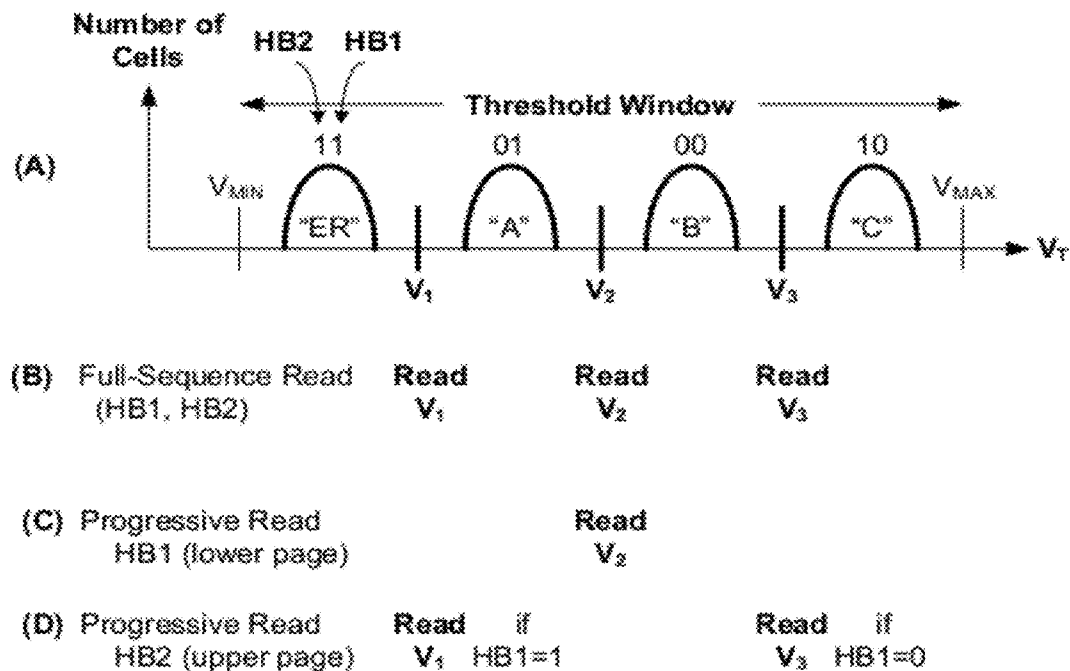 Number of Cells
HB2 HB1
Threshold Window
(A) 11 01 00 10
V_MIN "ER" "A" "B" "C" V_MAX
V_T
V₁ V₂ V₃
(B) Full-Sequence Read Read Read Read
(HB1, HB2) V₁ V₂ V₃
(C) Progressive Read Read
HB1 (lower page) V₂
(D) Progressive Read Read if Read if
HB2 (upper page) V₁ HB1=1 V₃ HB1=0